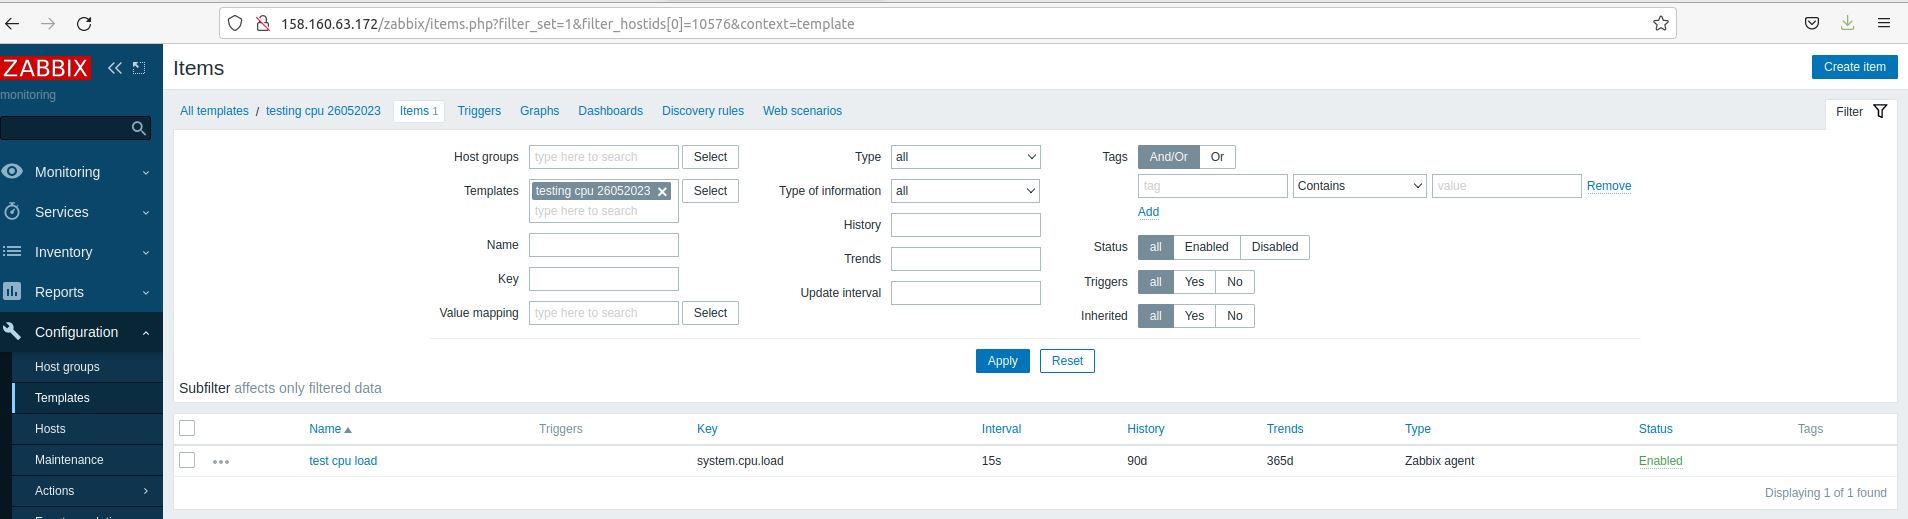 158.160.63.172/zabbix/items.php?filter_set=1&filter_hostids[0]=10576&context=template
ZABBIX
monitoring
Monitoring
Services
Inventory
Reports
Configuration
Host groups
Templates
Hosts
Maintenance
Actions
Items
Create item
All templates / testing cpu 26052023 Items 1 Triggers Graphs Dashboards Discovery rules Web scenarios
Filter
Host groups type here to search Select
Templates testing cpu 26052023 Select
type here to search
Name
Key
Value mapping type here to search Select
Type all
Type of information all
History
Trends
Update interval
Tags And/Or Or
tag Contains value Remove
Add
Status all Enabled Disabled
Triggers all Yes No
Inherited all Yes No
Apply Reset
Subfilter affects only filtered data
Name Triggers Key Interval History Trends Type Status Tags
test cpu load system.cpu.load 15s 90d 365d Zabbix agent Enabled
Displaying 1 of 1 found